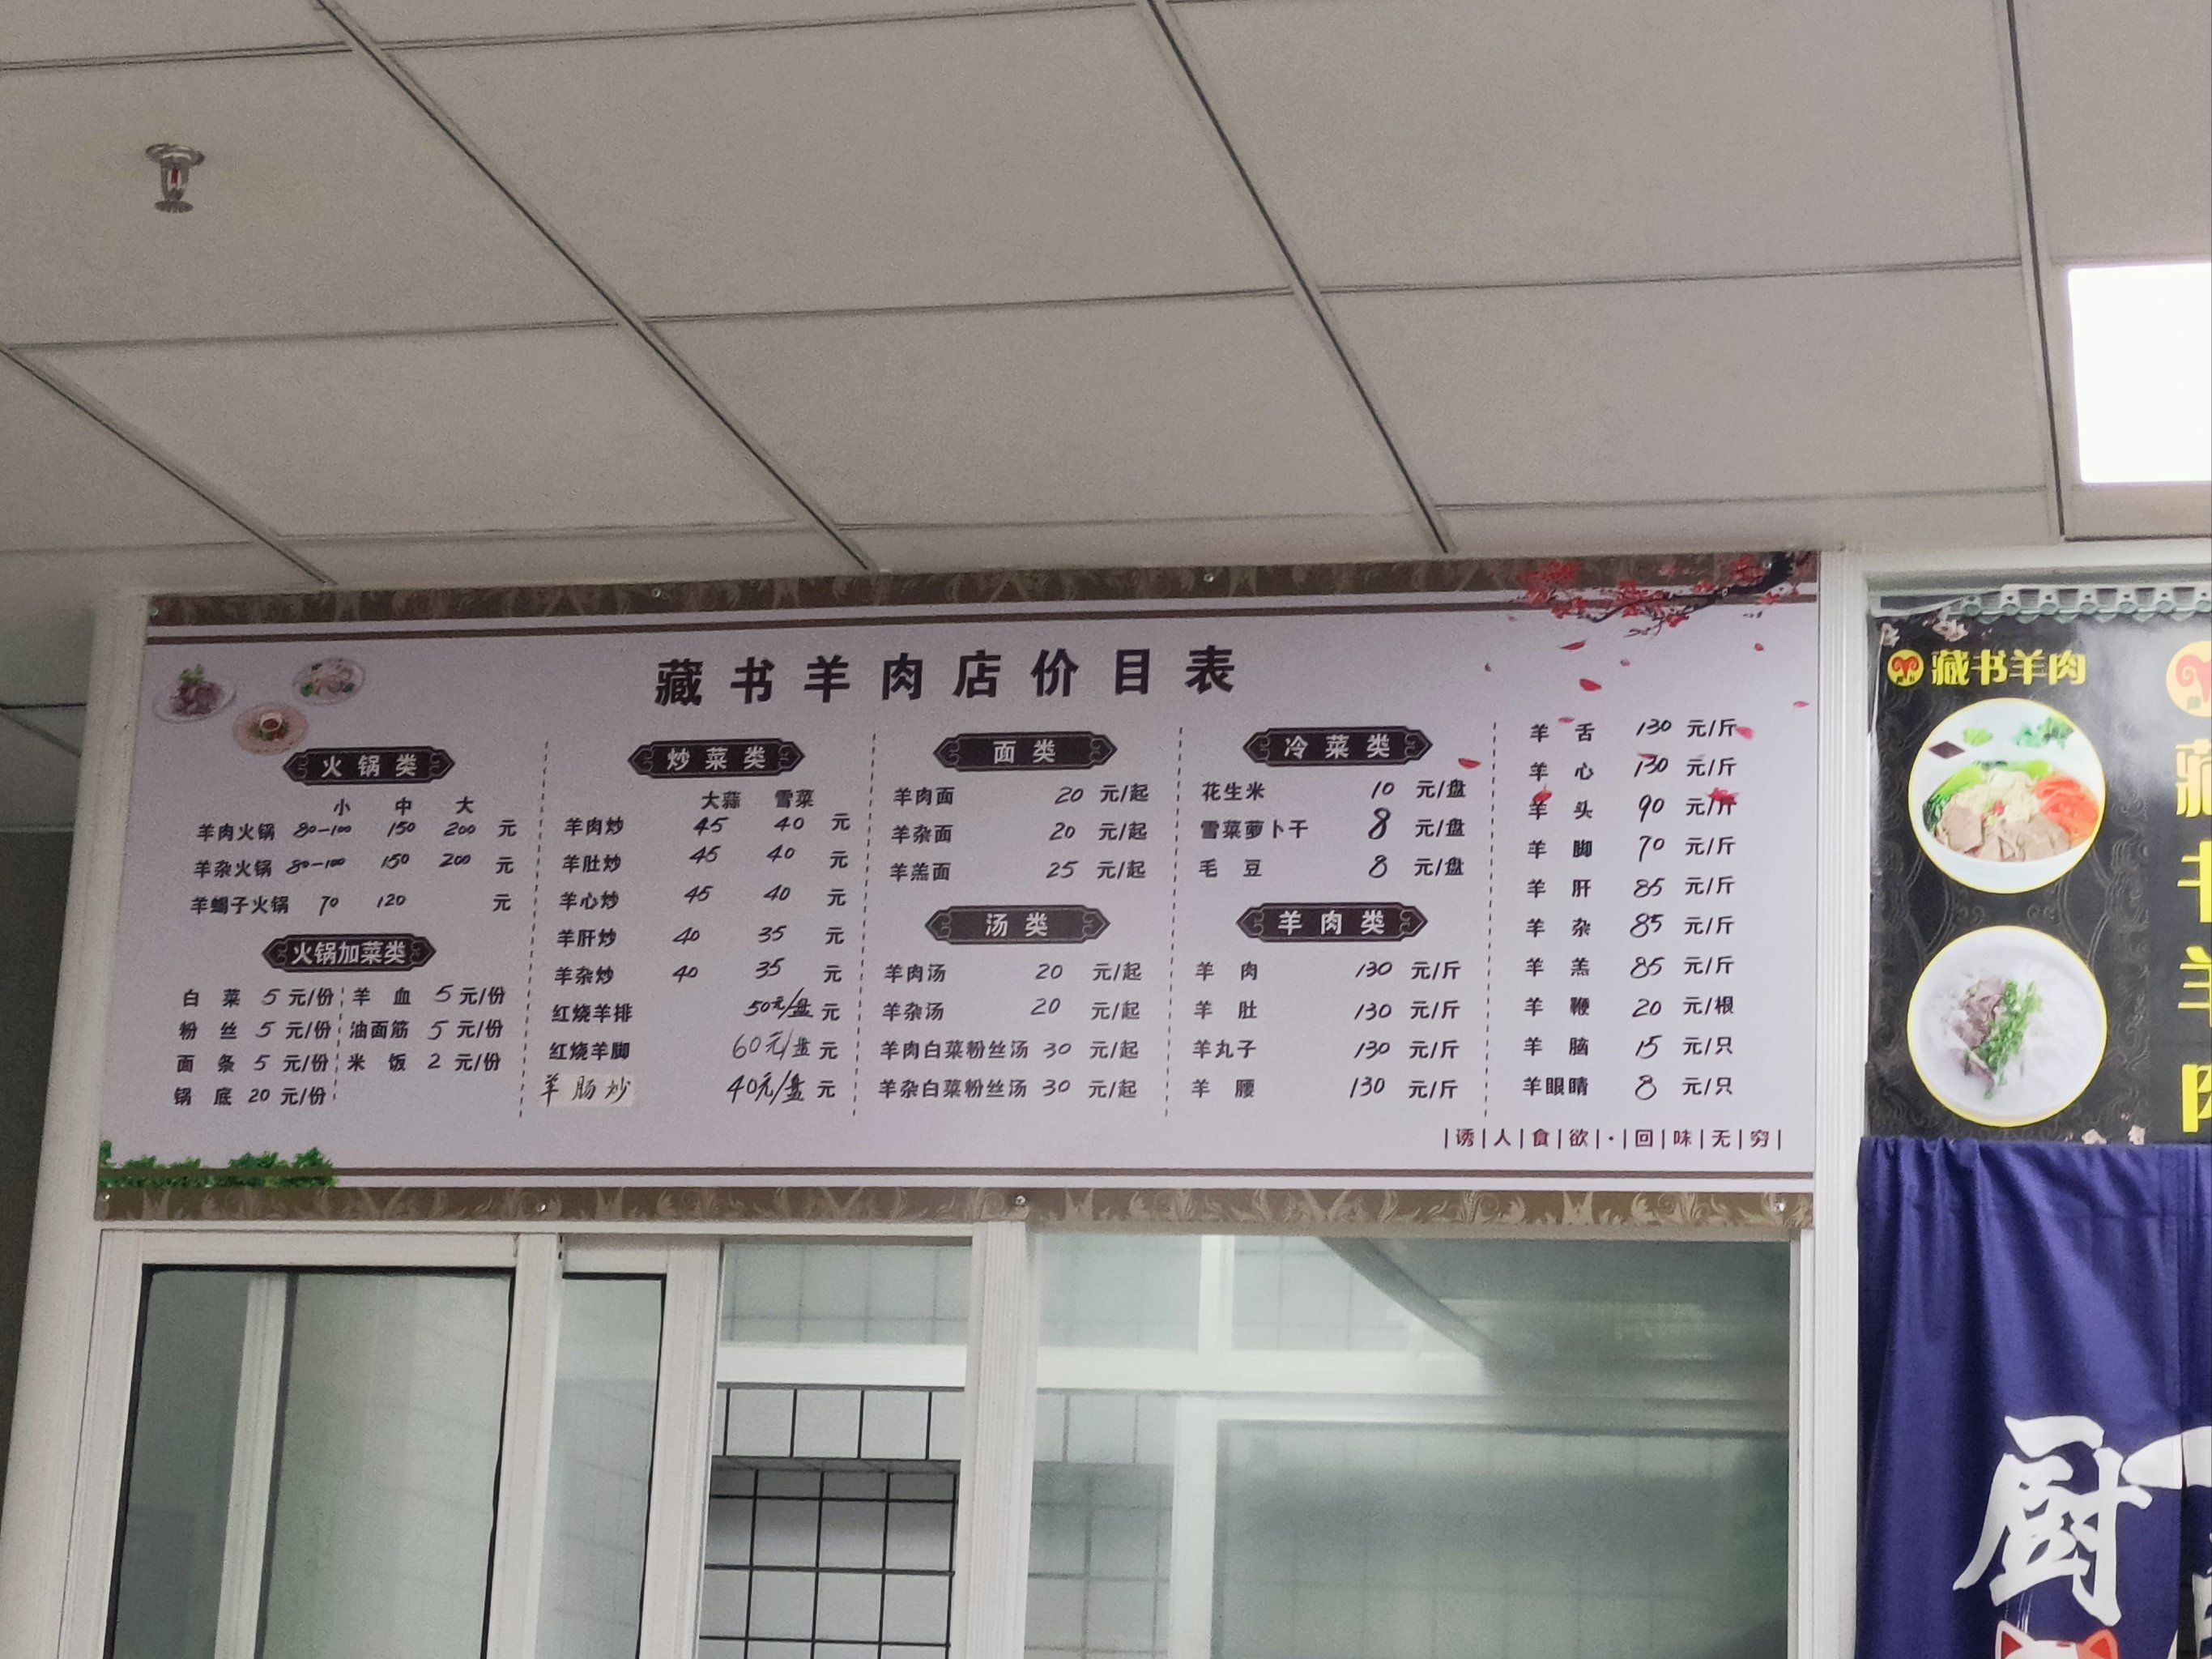 藏书羊肉店价目表
火锅类
小 中 大
羊肉火锅 80-100 150 200 元
羊杂火锅 80-100 150 200 元
羊蝎子火锅 70 120 元
火锅加菜类
白菜 5 元/份 羊血 5 元/份
粉丝 5 元/份 油面筋 5 元/份
面条 5 元/份 米饭 2 元/份
锅底 20 元/份
炒菜类
大蒜 雪菜
羊肉炒 45 40 元
羊肚炒 45 40 元
羊心炒 45 40 元
羊肝炒 40 35 元
羊杂炒 40 35 元
红烧羊排 50元/盘 元
红烧羊脚 60元/盘 元
羊肠炒 40元/盘 元
面类
羊肉面 20 元/起
羊杂面 20 元/起
羊羔面 25 元/起
汤类
羊肉汤 20 元/起
羊杂汤 20 元/起
羊肉白菜粉丝汤 30 元/起
羊杂白菜粉丝汤 30 元/起
冷菜类
花生米 10 元/盘
雪菜萝卜干 8 元/盘
毛豆 8 元/盘
羊肉类
羊肉 130 元/斤
羊肚 130 元/斤
羊丸子 130 元/斤
羊腰 130 元/斤
羊舌 130 元/斤
羊心 130 元/斤
羊头 90 元/斤
羊脚 70 元/斤
羊肝 85 元/斤
羊杂 85 元/斤
羊羔 85 元/斤
羊鞭 20 元/根
羊脑 15 元/只
羊眼睛 8 元/只
|诱|人|食|欲|·|回|味|无|穷|
藏书羊肉
藏书羊肉
厨